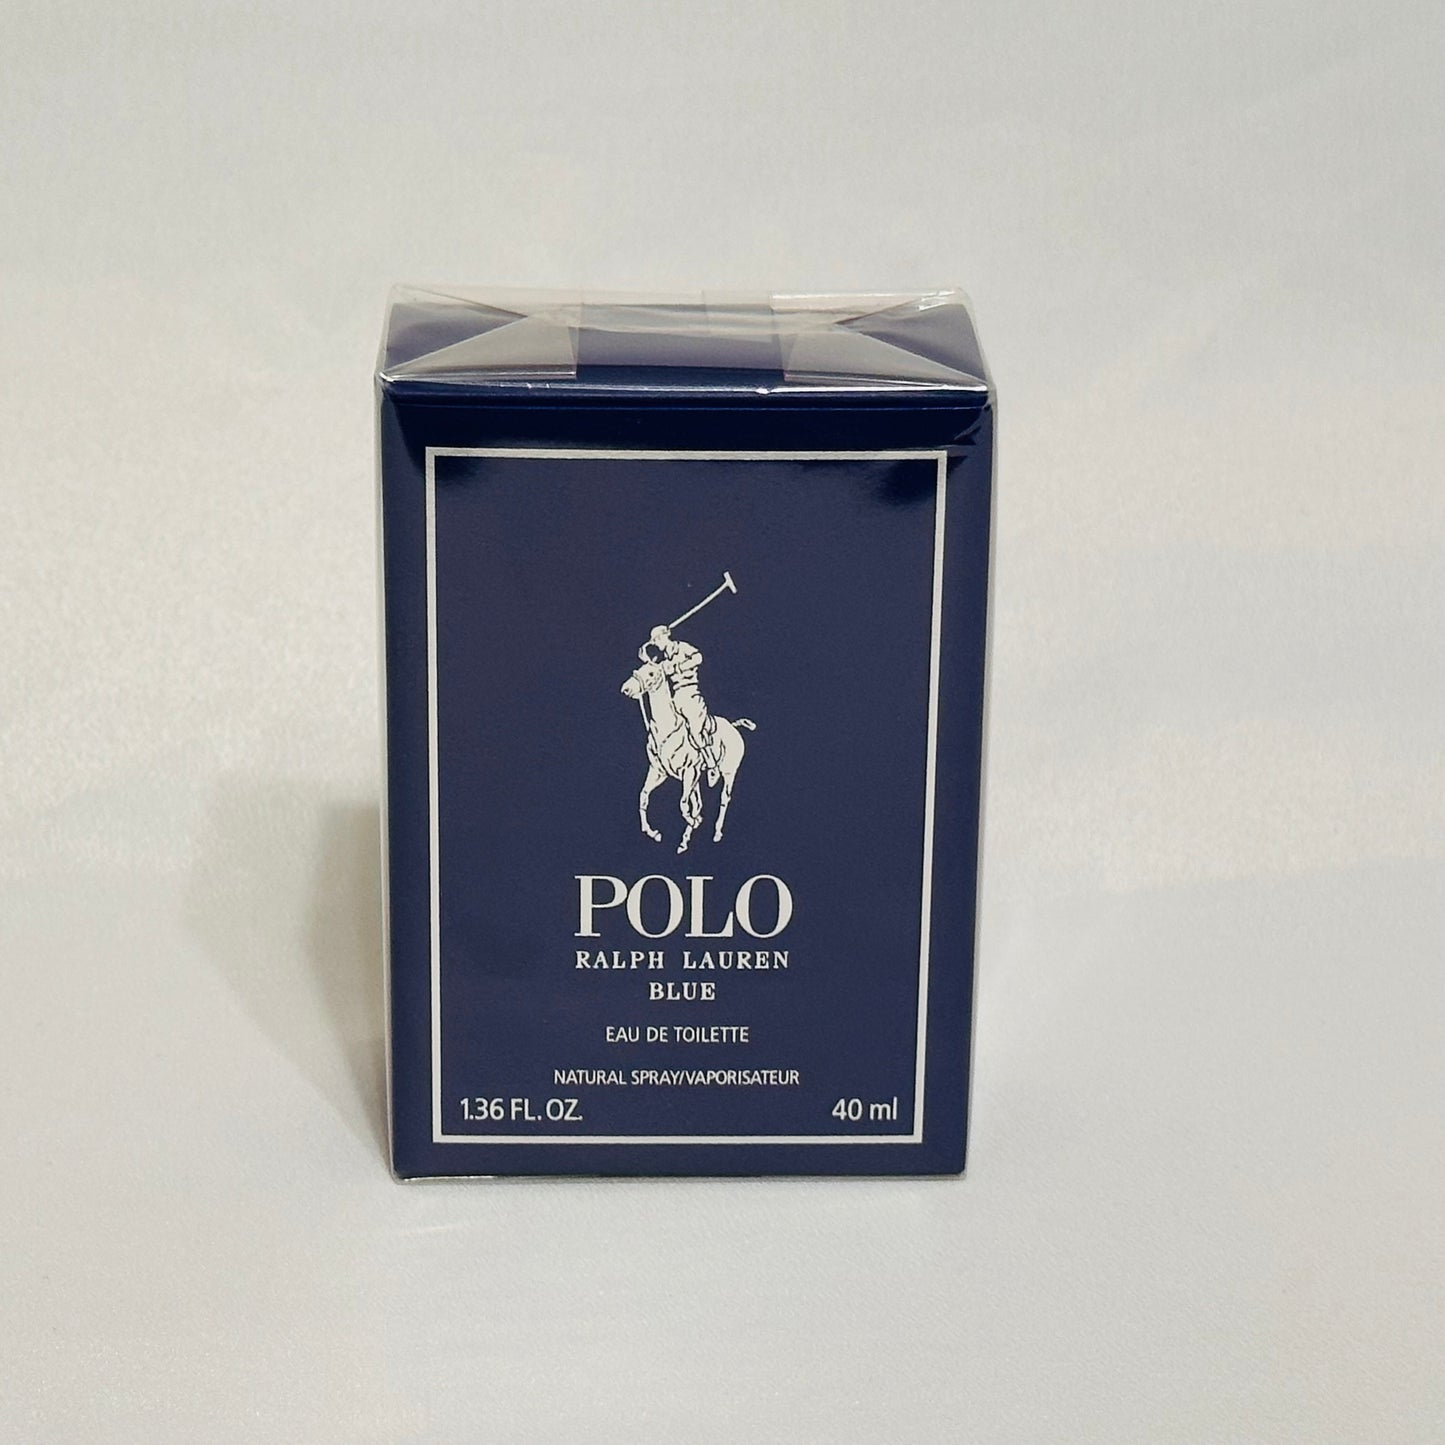 POLO
RALPH LAUREN
BLUE
EAU DE TOILETTE
NATURAL SPRAY/VAPORISATEUR
1.36 FL. OZ. 40 ml